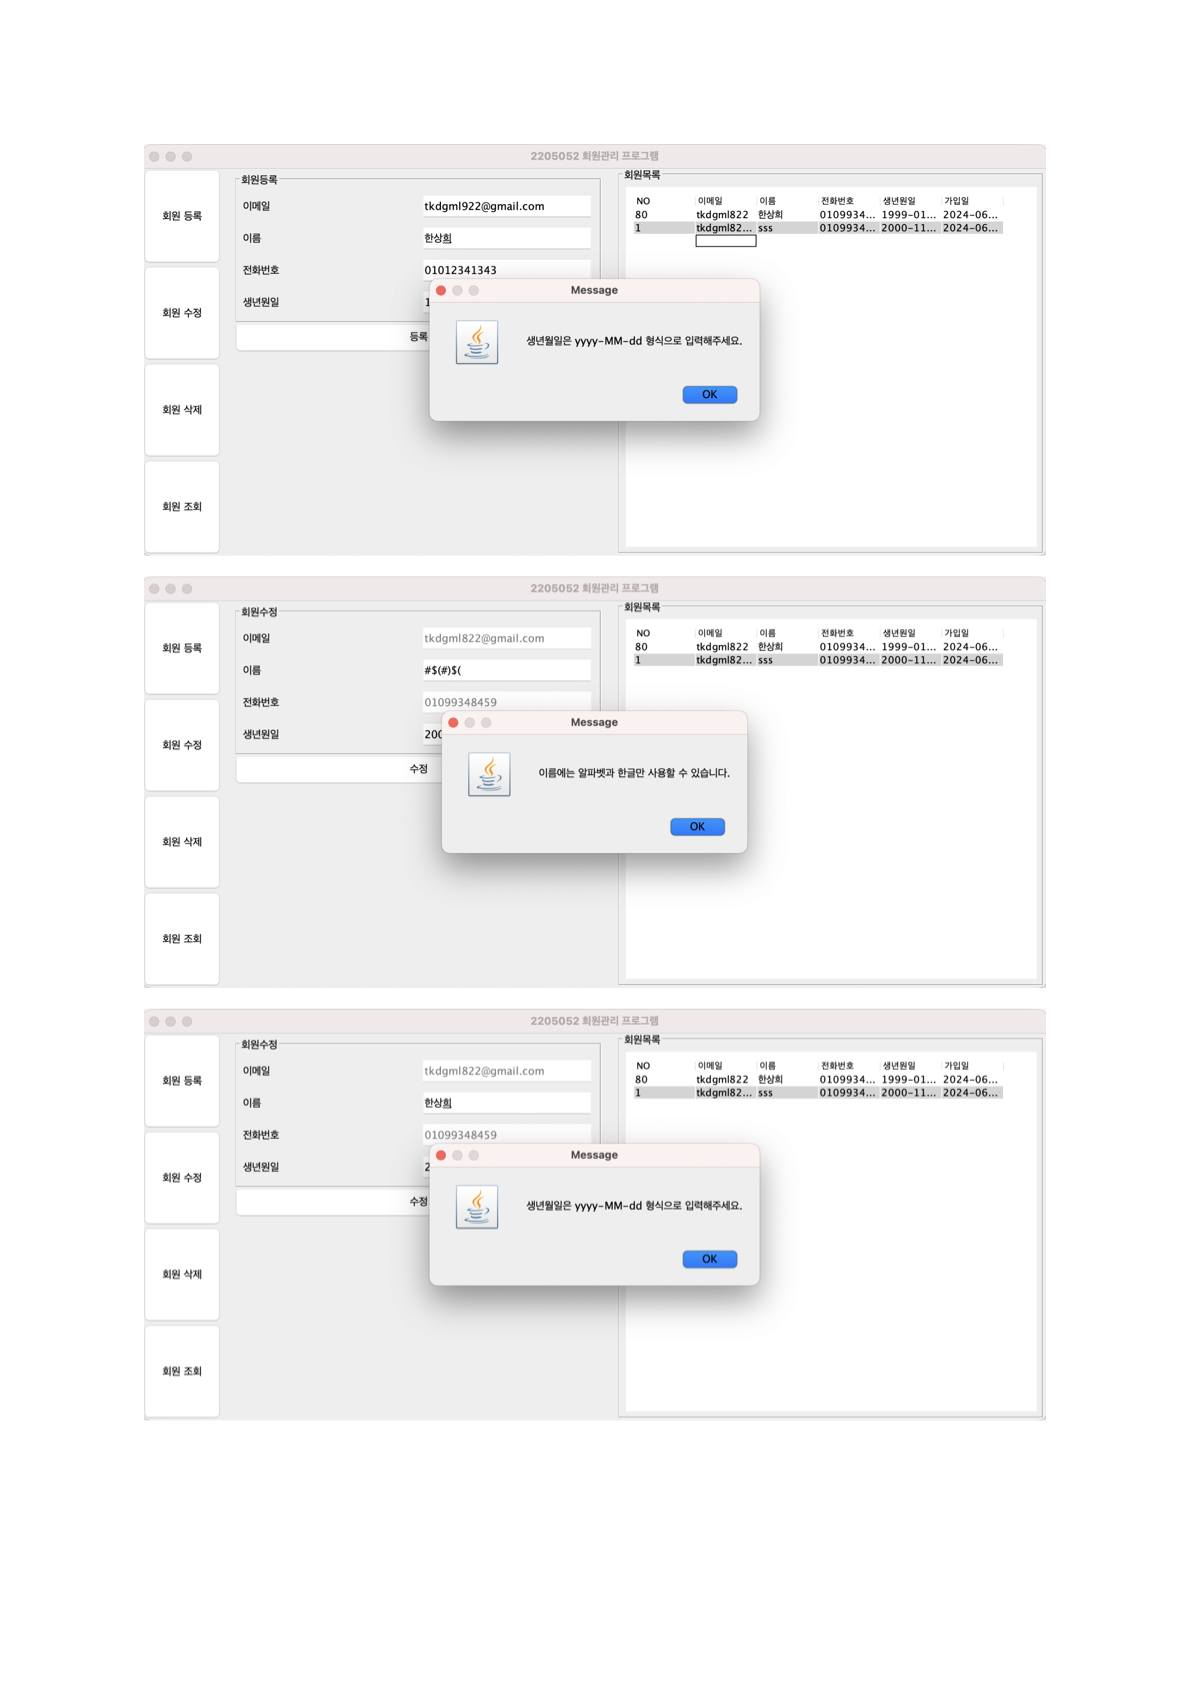 2205052 회원관리 프로그램
회원등록
이메일 tkdgml922@gmail.com
이름 한상희
전화번호 01012341343
생년원일 1
등록
회원 등록
회원 수정
회원 삭제
회원 조회
회원목록
NO 이메일 이름 전화번호 생년원일 가입일
80 tkdgml822 한상희 0109934... 1999-01... 2024-06...
1 tkdgml82... sss 0109934... 2000-11... 2024-06...
Message
생년월일은 yyyy-MM-dd 형식으로 입력해주세요.
OK
2205052 회원관리 프로그램
회원수정
이메일 tkdgml822@gmail.com
이름 #$(#)$(
전화번호 01099348459
생년원일 200
수정
회원 등록
회원 수정
회원 삭제
회원 조회
회원목록
NO 이메일 이름 전화번호 생년원일 가입일
80 tkdgml822 한상희 0109934... 1999-01... 2024-06...
1 tkdgml82... sss 0109934... 2000-11... 2024-06...
Message
이름에는 알파벳과 한글만 사용할 수 있습니다.
OK
2205052 회원관리 프로그램
회원수정
이메일 tkdgml822@gmail.com
이름 한상희
전화번호 01099348459
생년원일 2
수정
회원 등록
회원 수정
회원 삭제
회원 조회
회원목록
NO 이메일 이름 전화번호 생년원일 가입일
80 tkdgml822 한상희 0109934... 1999-01... 2024-06...
1 tkdgml82... sss 0109934... 2000-11... 2024-06...
Message
생년월일은 yyyy-MM-dd 형식으로 입력해주세요.
OK